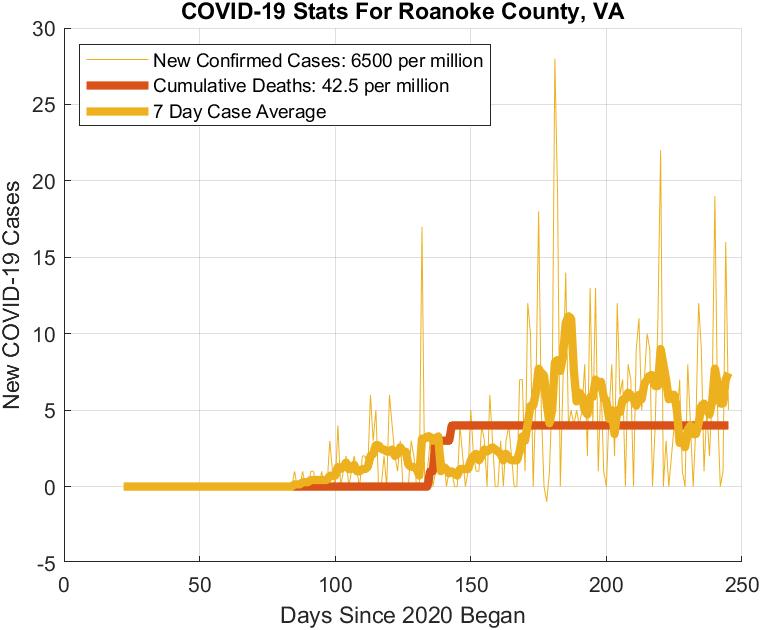 COVID-19 Stats For Roanoke County, VA
New Confirmed Cases: 6500 per million
Cumulative Deaths: 42.5 per million
7 Day Case Average
30
25
20
15
10
5
0
-5
New COVID-19 Cases
0 50 100 150 200 250
Days Since 2020 Began